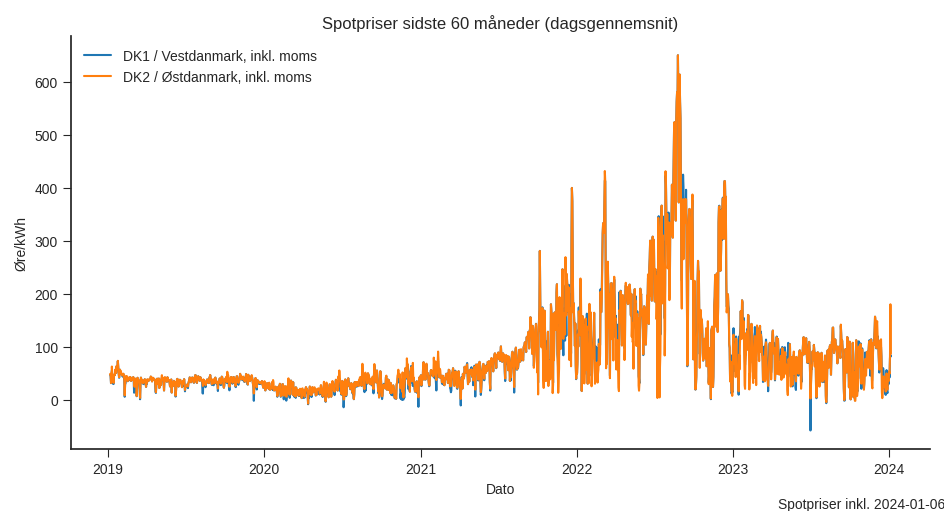 Spotpriser sidste 60 måneder (dagsgennemsnit)
DK1 / Vestdanmark, inkl. moms
DK2 / Østdanmark, inkl. moms
Øre/kWh
600
500
400
300
200
100
0
2019 2020 2021 2022 2023 2024
Dato
Spotpriser inkl. 2024-01-06